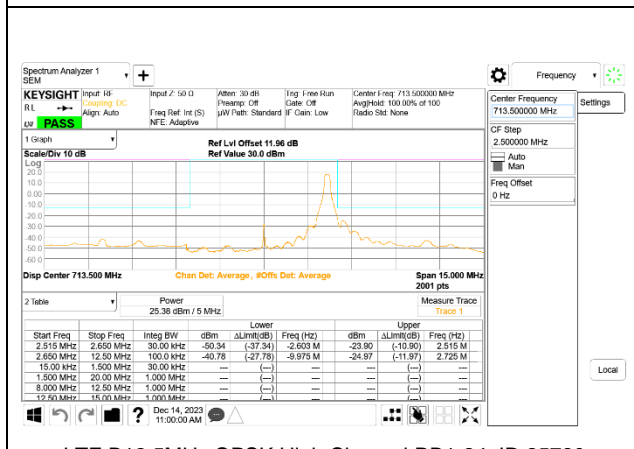 Spectrum Analyzer 1
SEM
Frequency
KEYSIGHT Input: RF Input Z: 50 Ω Atten: 30 dB Trig: Free Run Center Freq: 713.500000 MHz
RL Coupling: DC Preamp: Off Gate: Off Avg|Hold: 100.00% of 100
Align: Auto Freq Ref: Int (S) µW Path: Standard IF Gain: Low Radio Std: None
NFE: Adaptive
PASS
Center Frequency
713.500000 MHz
Settings
CF Step
2.500000 MHz
Auto
Man
Freq Offset
0 Hz
1 Graph
Ref Lvl Offset 11.96 dB
Scale/Div 10 dB Ref Value 30.0 dBm
Log
20.0
10.0
0.00
-10.0
-20.0
-30.0
-40.0
-50.0
-60.0
Disp Center 713.500 MHz Chan Det: Average, #Offs Det: Average Span 15.000 MHz
2001 pts
2 Table Power Measure Trace
25.38 dBm / 5 MHz Trace 1
Lower Upper
Start Freq Stop Freq Integ BW dBm ΔLimit(dB) Freq (Hz) dBm ΔLimit(dB) Freq (Hz)
2.515 MHz 2.650 MHz 30.00 kHz -50.34 (-37.34) -2.603 M -23.90 (-10.90) 2.515 M
2.650 MHz 12.50 MHz 100.0 kHz -40.78 (-27.78) -9.975 M -24.97 (-11.97) 2.725 M
15.00 kHz 1.500 MHz 30.00 kHz --- (---) --- --- (---) ---
1.500 MHz 20.00 MHz 1.000 MHz --- (---) --- --- (---) ---
8.000 MHz 12.50 MHz 1.000 MHz --- (---) --- --- (---) ---
12.50 MHz 15.00 MHz 1.000 MHz --- (---) --- --- (---) ---
Local
? Dec 14, 2023
11:00:00 AM